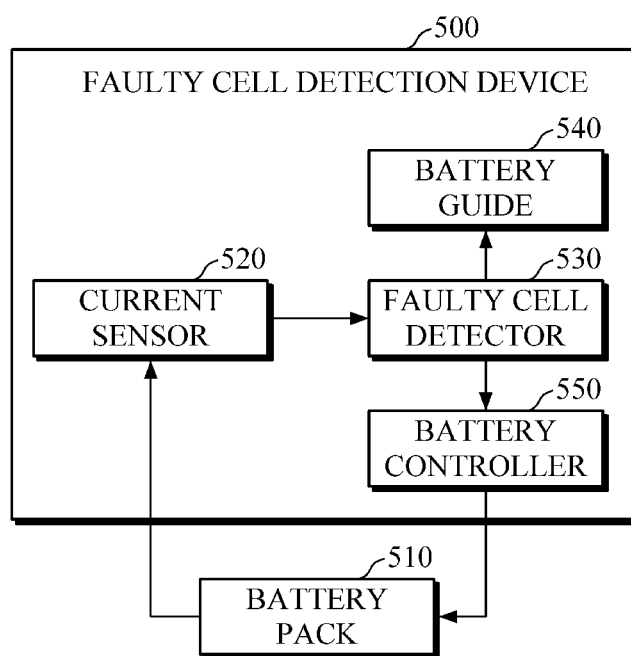 500
FAULTY CELL DETECTION DEVICE
540
BATTERY
GUIDE
520
CURRENT
SENSOR
530
FAULTY CELL
DETECTOR
550
BATTERY
CONTROLLER
510
BATTERY
PACK